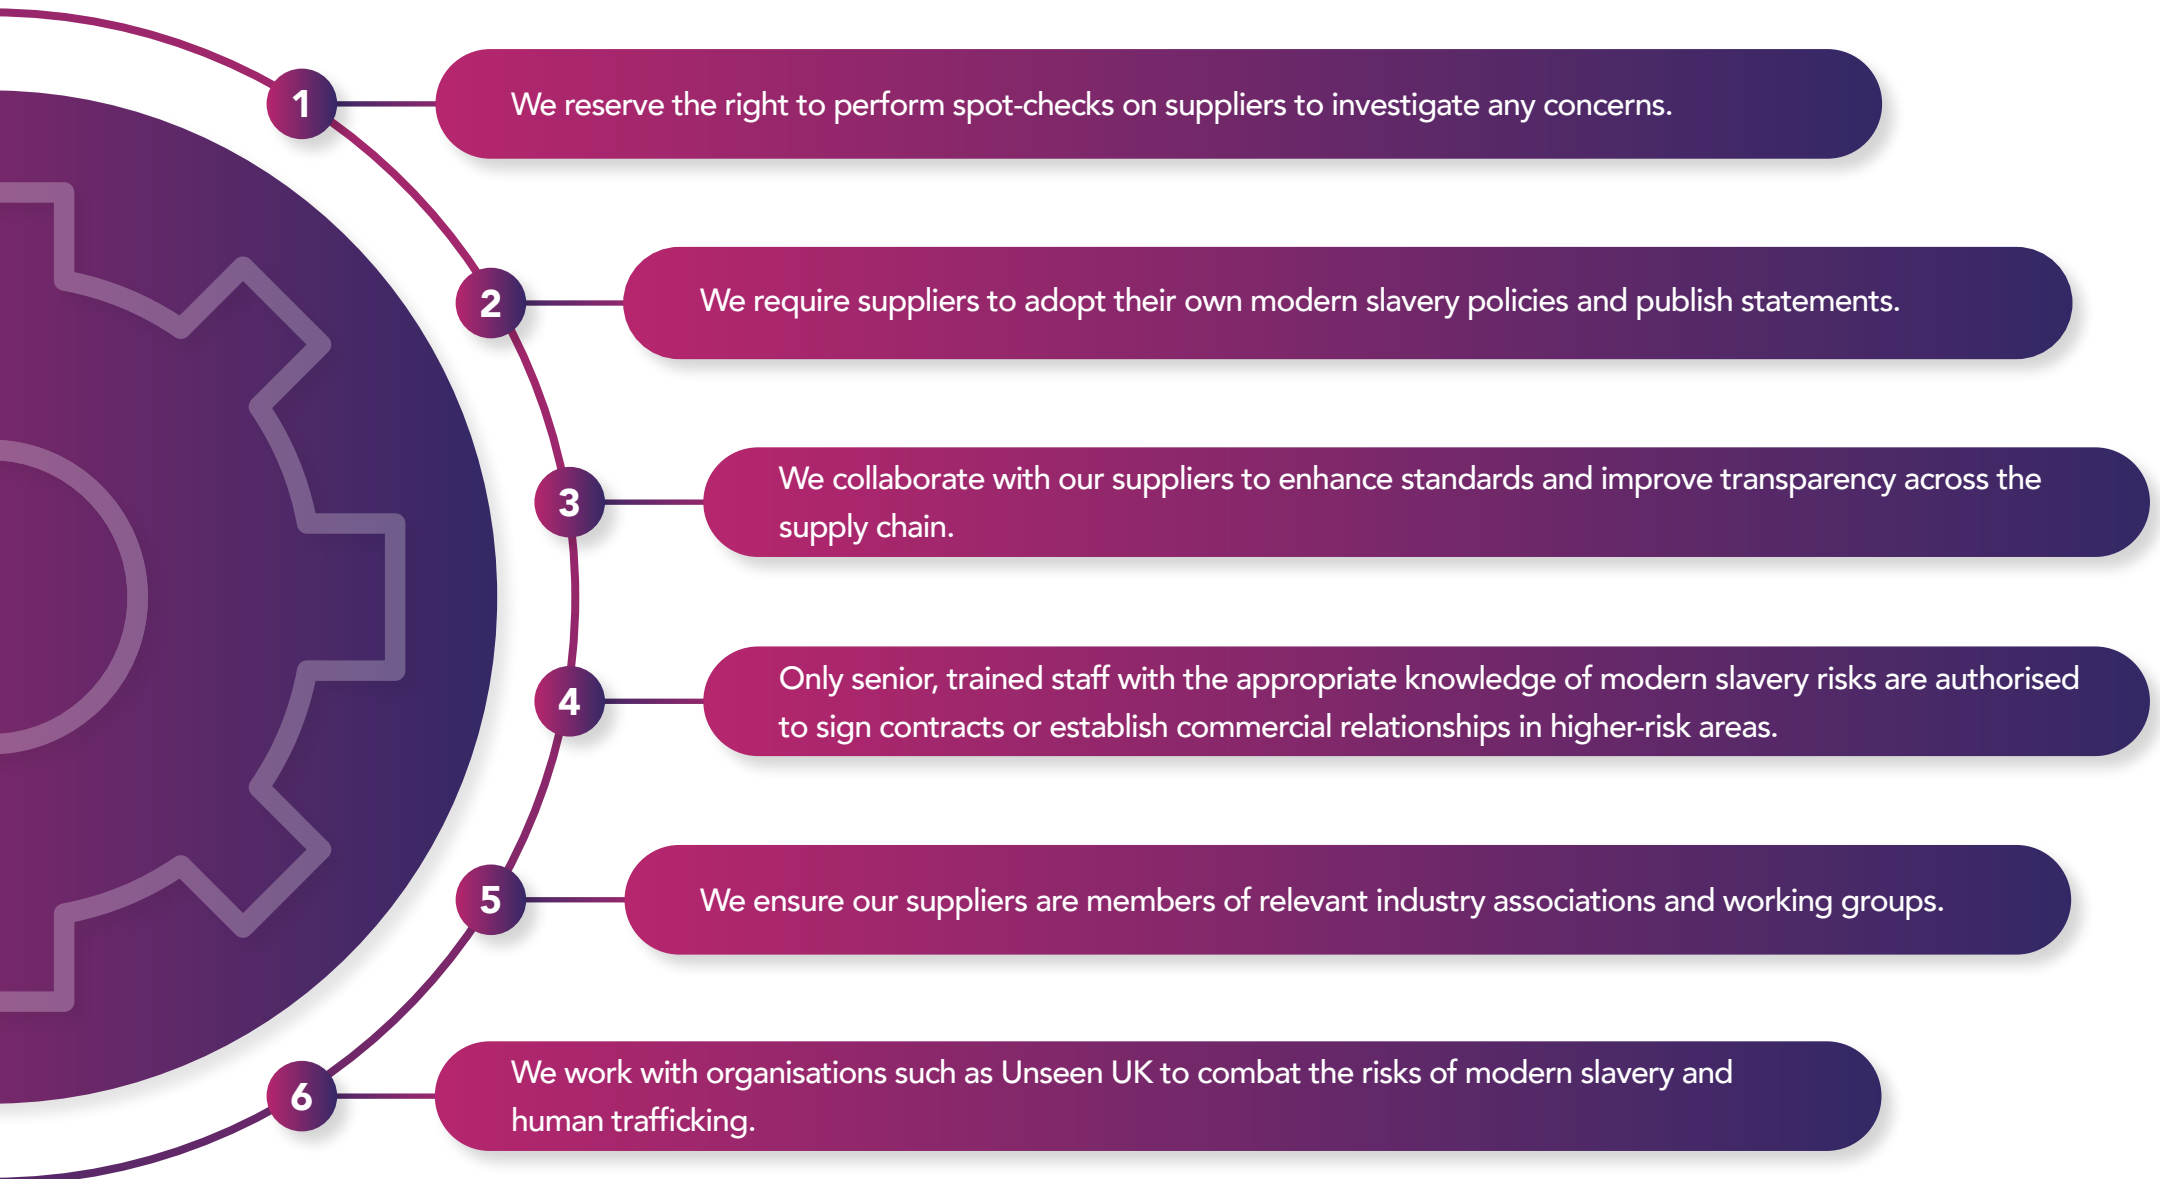 1
We reserve the right to perform spot-checks on suppliers to investigate any concerns.
2
We require suppliers to adopt their own modern slavery policies and publish statements.
3
We collaborate with our suppliers to enhance standards and improve transparency across the
supply chain.
4
Only senior, trained staff with the appropriate knowledge of modern slavery risks are authorised
to sign contracts or establish commercial relationships in higher-risk areas.
5
We ensure our suppliers are members of relevant industry associations and working groups.
6
We work with organisations such as Unseen UK to combat the risks of modern slavery and
human trafficking.